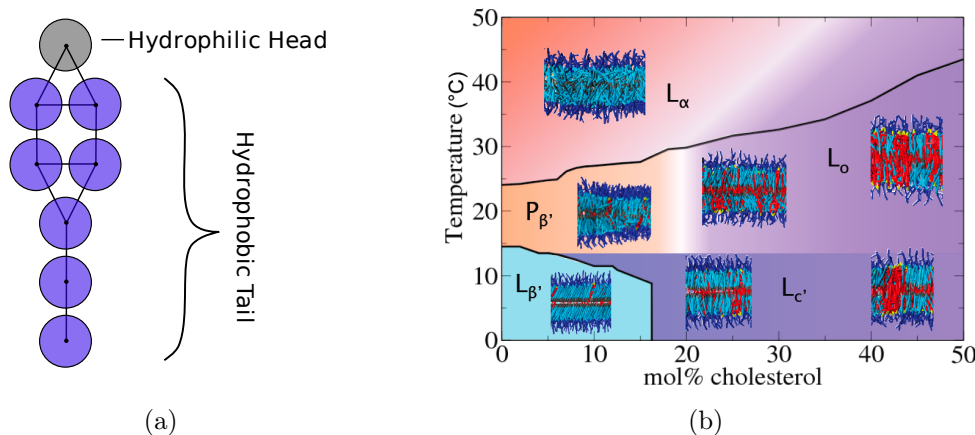 Hydrophilic Head
Hydrophobic Tail
(a)
50
40
30
20
10
0
Temperature (°C)
Lα
Lo
Pβ’
Lβ’
Lc’
0 10 20 30 40 50
mol% cholesterol
(b)